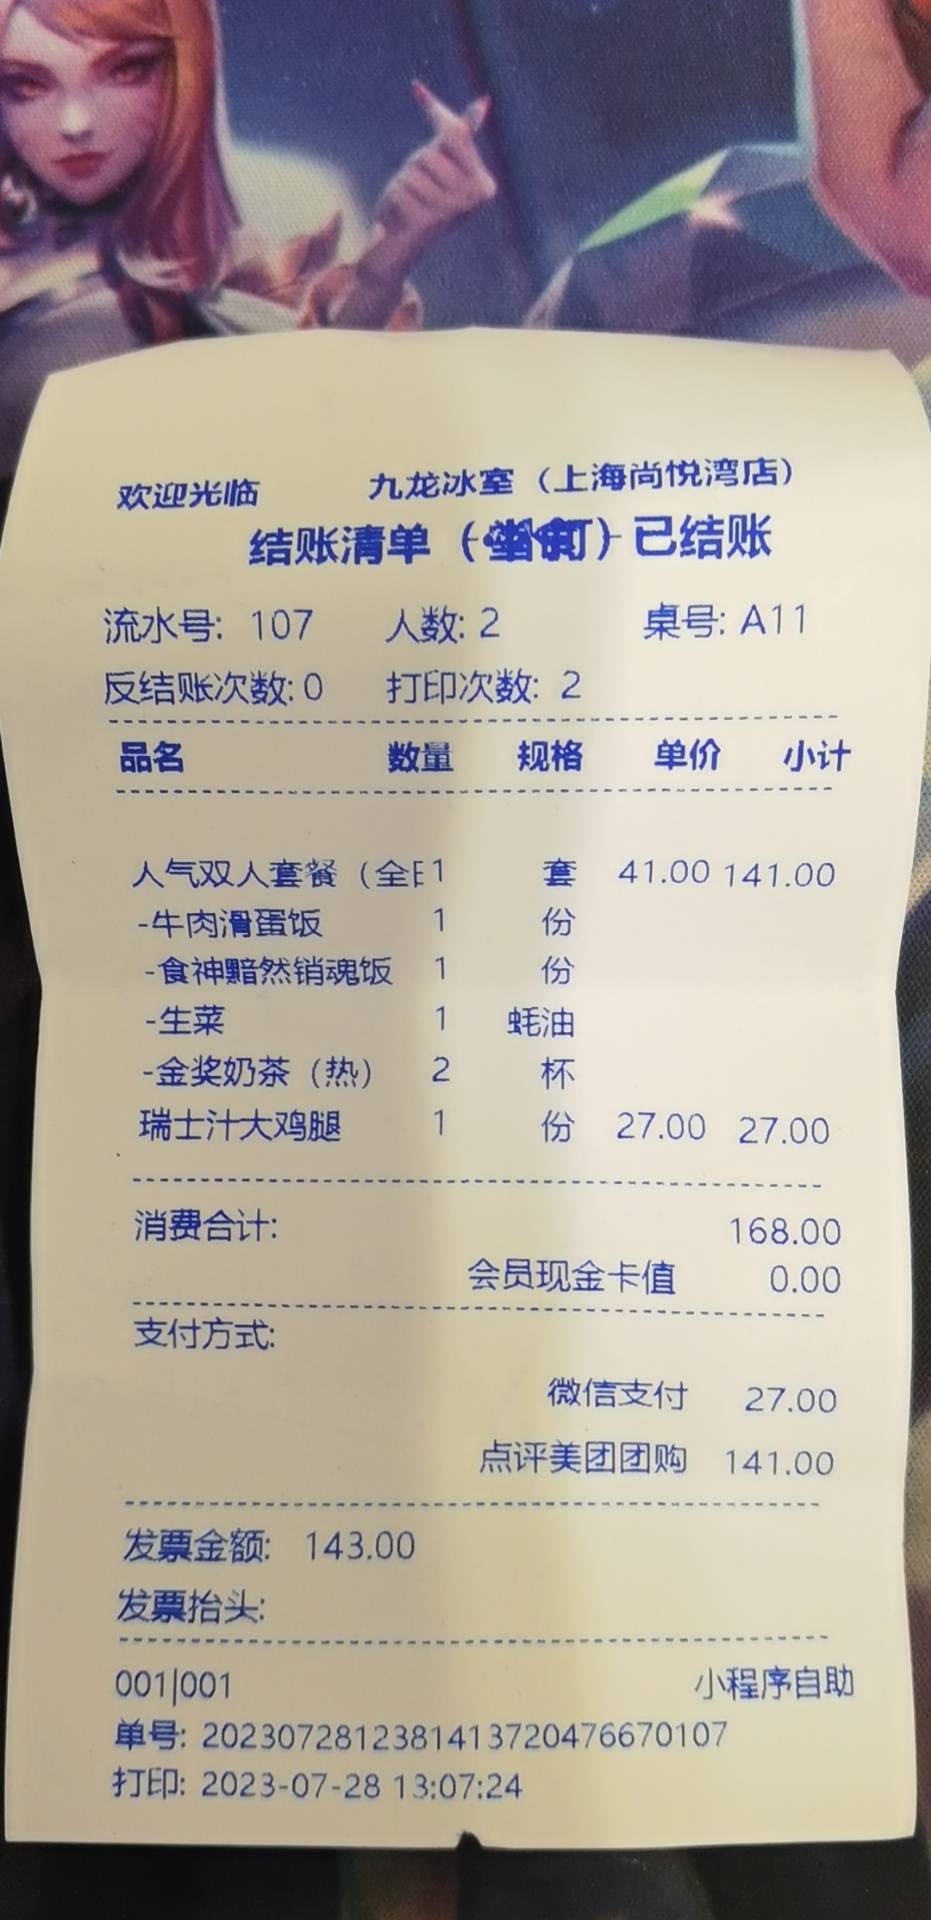 欢迎光临 九龙冰室（上海尚悦湾店）
结账清单 已结账
流水号: 107 人数: 2 桌号: A11
反结账次数: 0 打印次数: 2
品名 数量 规格 单价 小计
人气双人套餐（全 1 套 41.00 141.00
-牛肉滑蛋饭 1 份
-食神黯然销魂饭 1 份
-生菜 1 蚝油
-金奖奶茶（热） 2 杯
瑞士汁大鸡腿 1 份 27.00 27.00
消费合计: 168.00
会员现金卡值 0.00
支付方式:
微信支付 27.00
点评美团团购 141.00
发票金额: 143.00
发票抬头:
001|001 小程序自助
单号: 20230728123814137204766​70107
打印: 2023-07-28 13:07:24